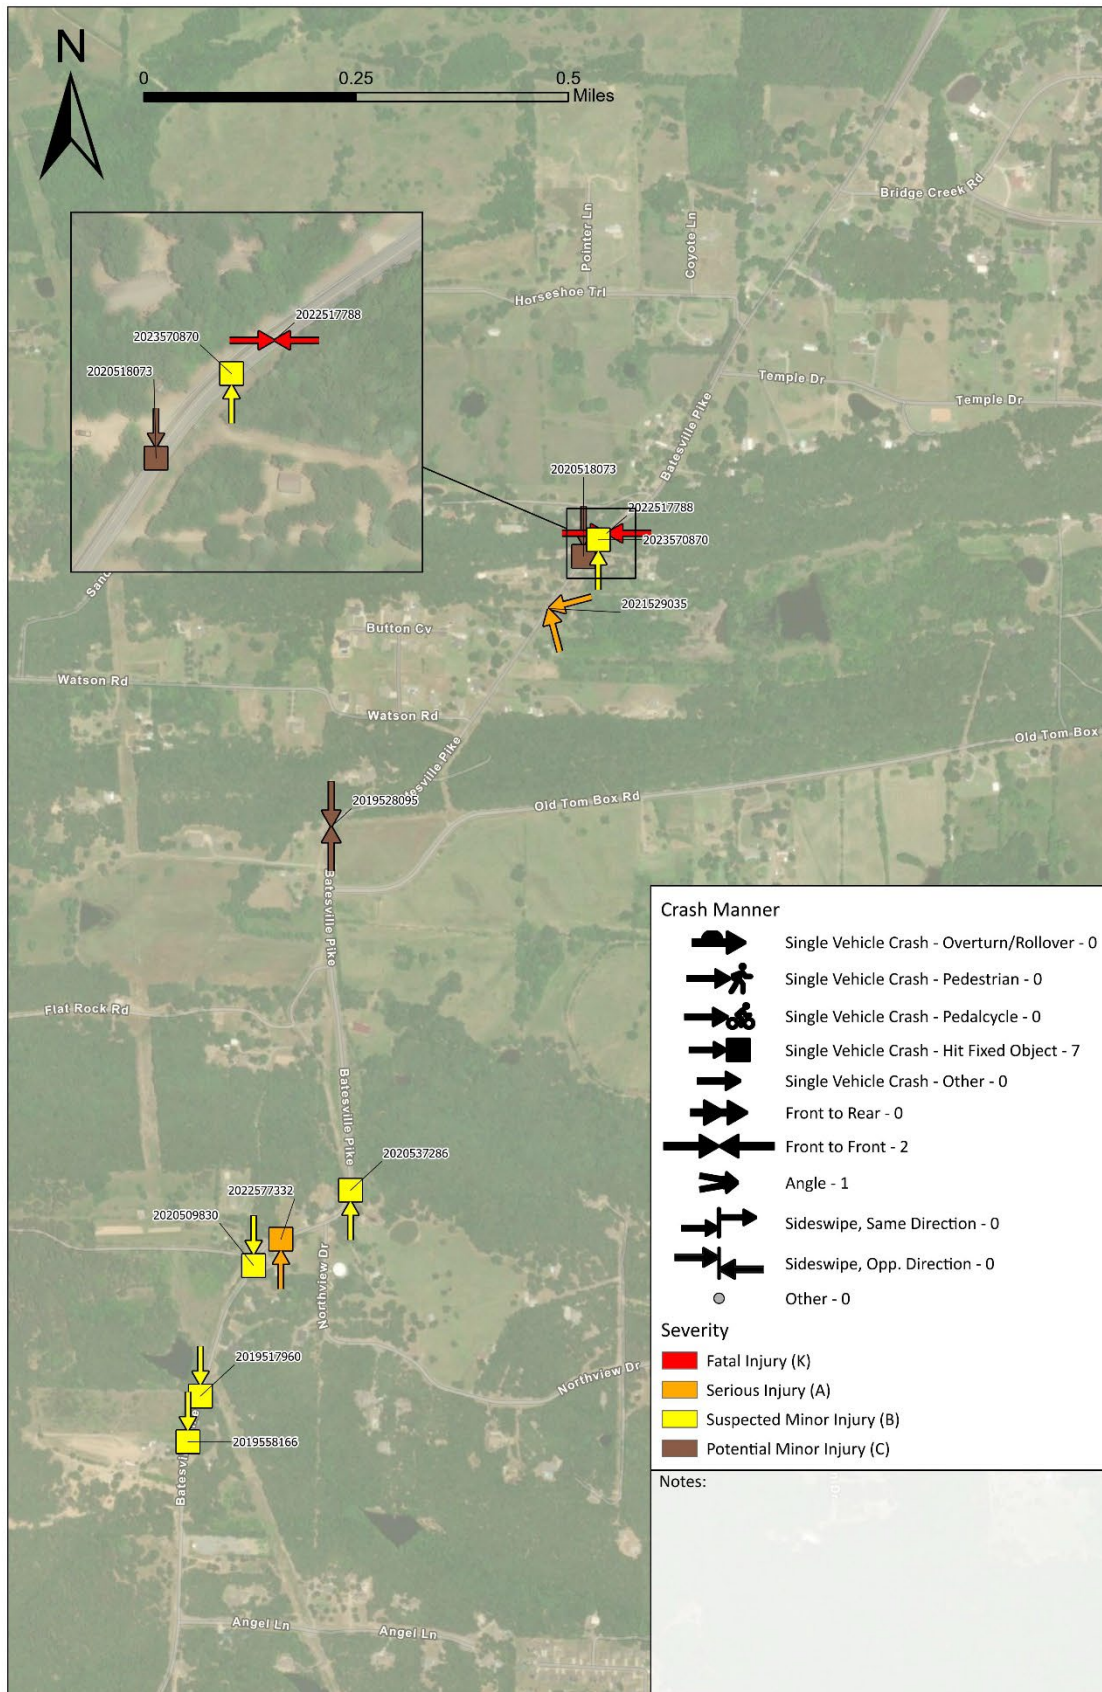 N
0 0.25 0.5
Miles
Bridge Creek Rd
Pointer Ln
Coyote Ln
Horseshoe Trl
2022517788
2023570870
2020518073
Temple Dr
Temple Dr
Batesville Pike
2020518073
2022517788
2023570870
2021529035
Button Cv
Watson Rd
Watson Rd
Old Tom Box
Old Tom Box Rd
2019528095
Batesville Pike
Flat Rock Rd
Batesville Pike
2020537286
2022577332
2020509830
Northview Dr
2019517960
Northview Dr
2019558166
Angel Ln
Angel Ln
Crash Manner
Single Vehicle Crash - Overturn/Rollover - 0
Single Vehicle Crash - Pedestrian - 0
Single Vehicle Crash - Pedalcycle - 0
Single Vehicle Crash - Hit Fixed Object - 7
Single Vehicle Crash - Other - 0
Front to Rear - 0
Front to Front - 2
Angle - 1
Sideswipe, Same Direction - 0
Sideswipe, Opp. Direction - 0
Other - 0
Severity
Fatal Injury (K)
Serious Injury (A)
Suspected Minor Injury (B)
Potential Minor Injury (C)
Notes: